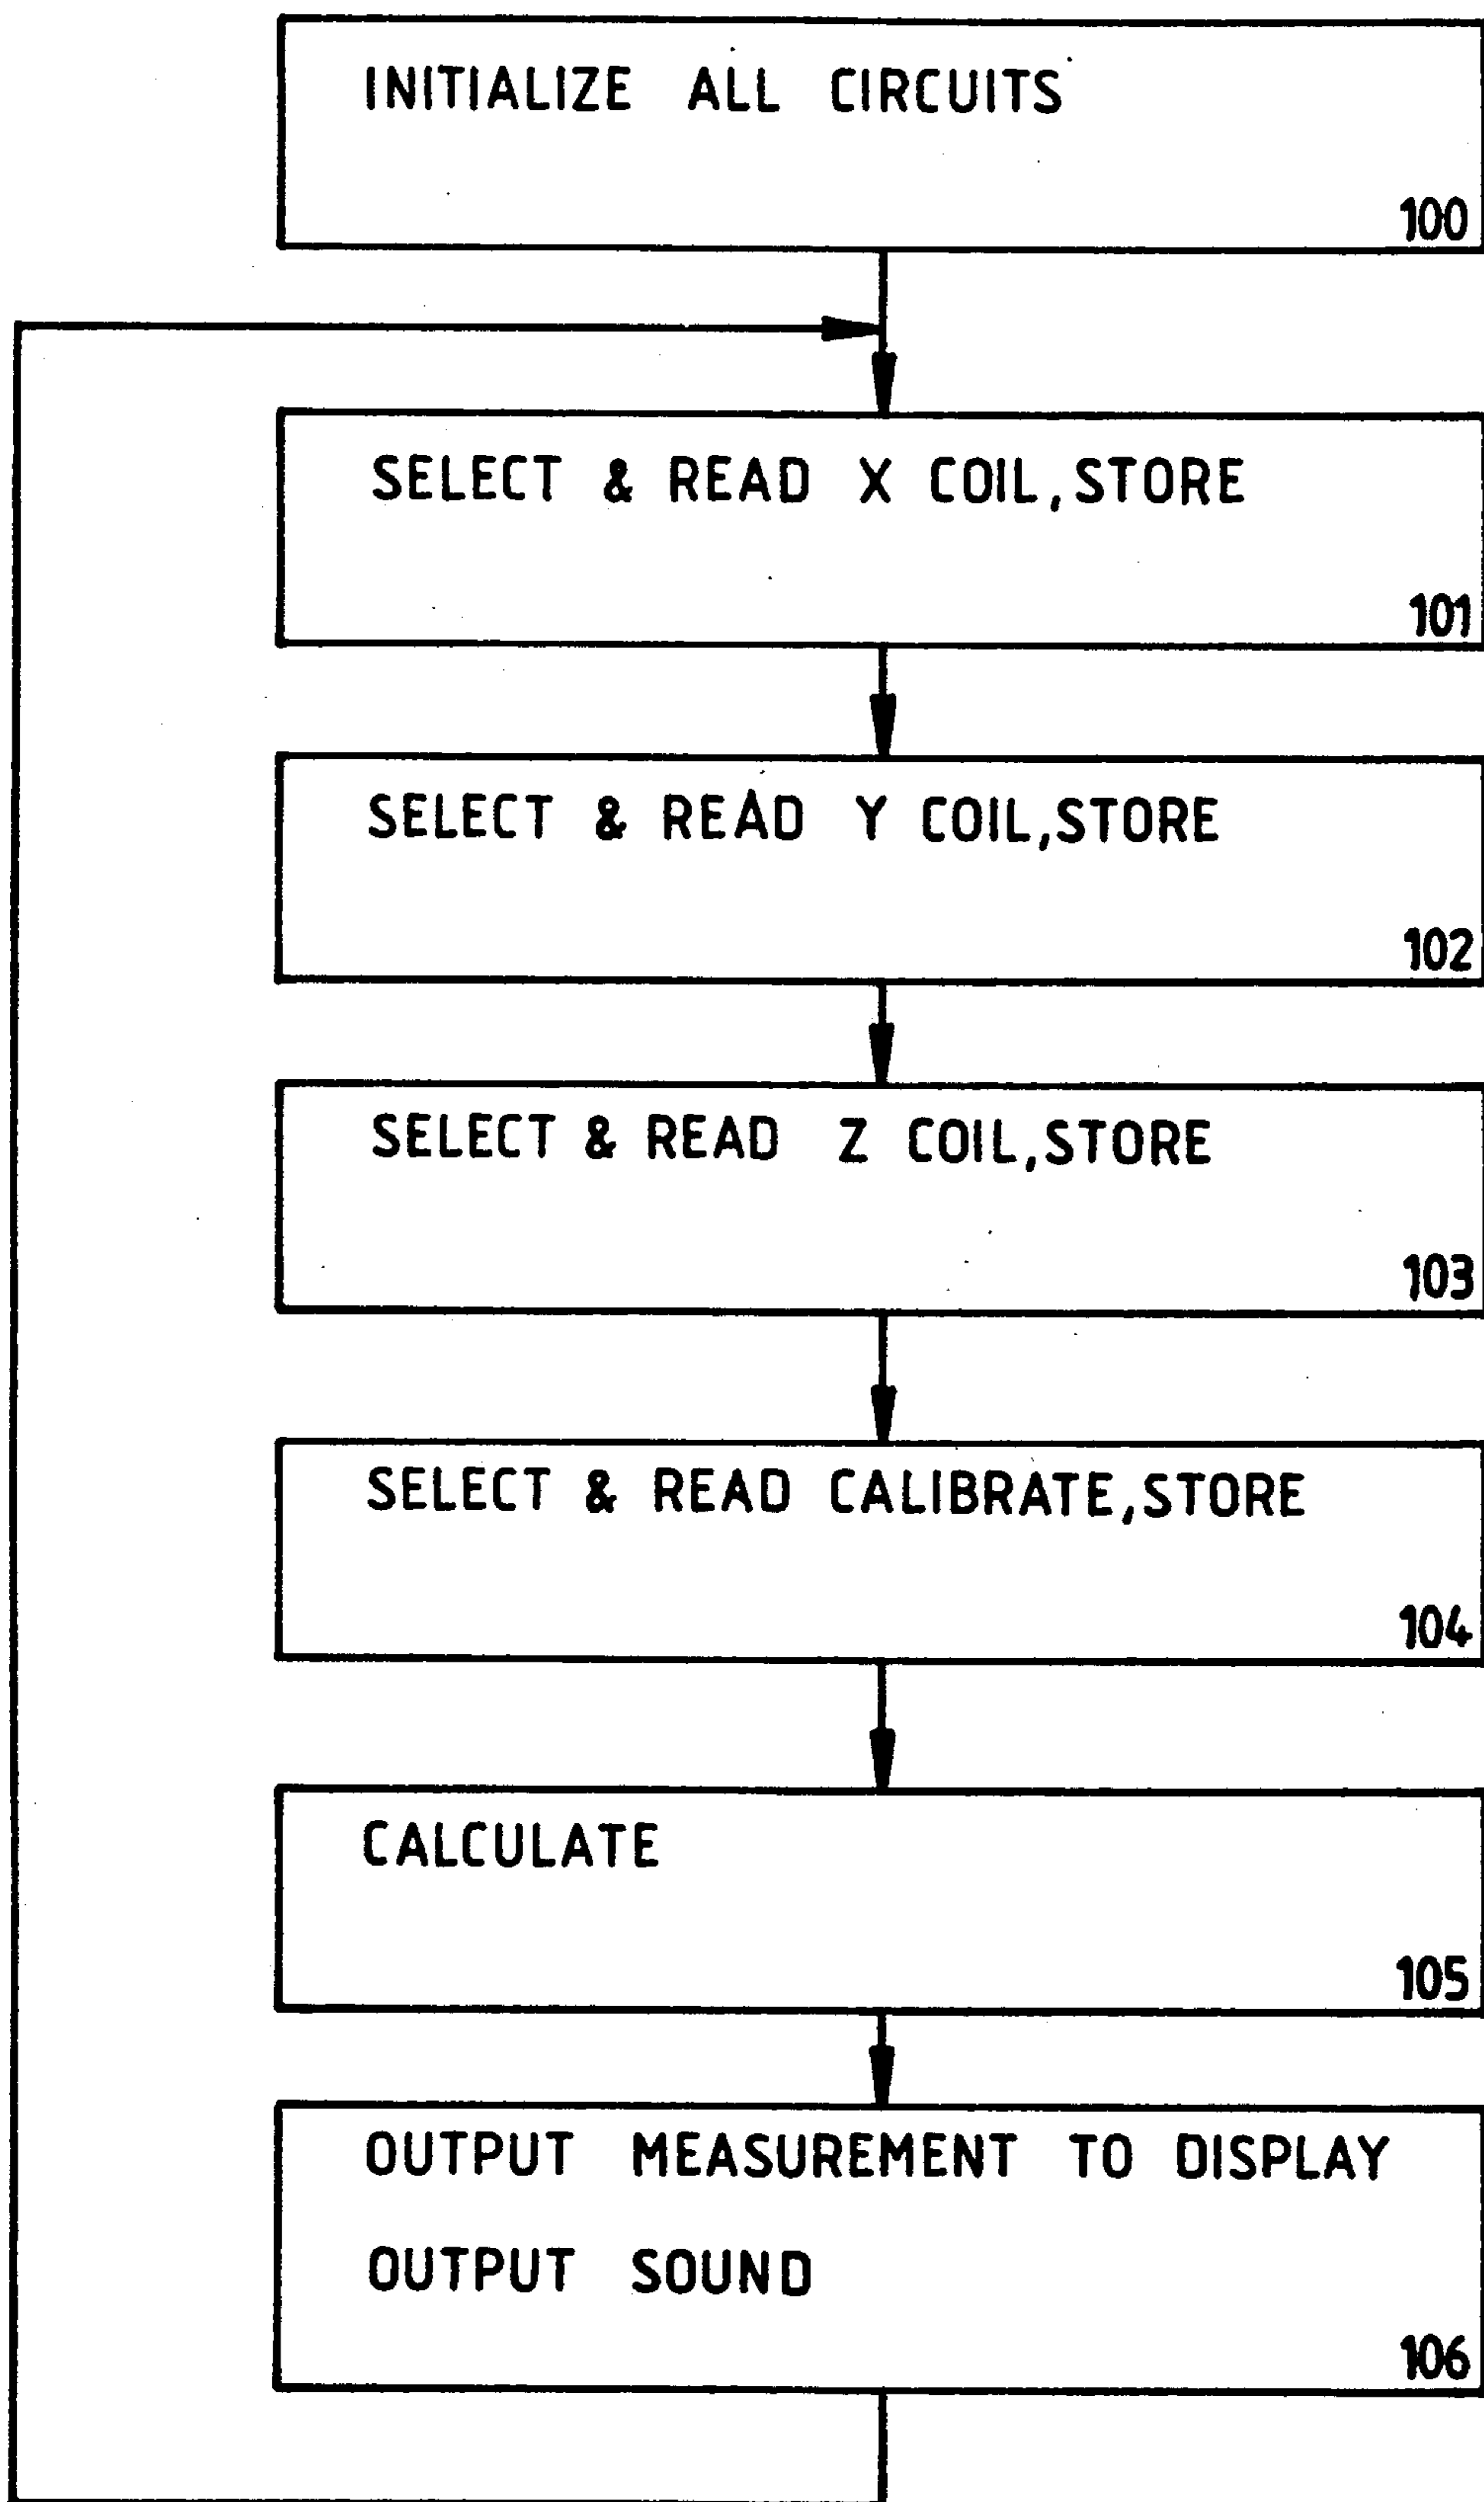 INITIALIZE ALL CIRCUITS
100
SELECT & READ X COIL,STORE
101
SELECT & READ Y COIL,STORE
102
SELECT & READ Z COIL,STORE
103
SELECT & READ CALIBRATE,STORE
104
CALCULATE
105
OUTPUT MEASUREMENT TO DISPLAY
OUTPUT SOUND
106